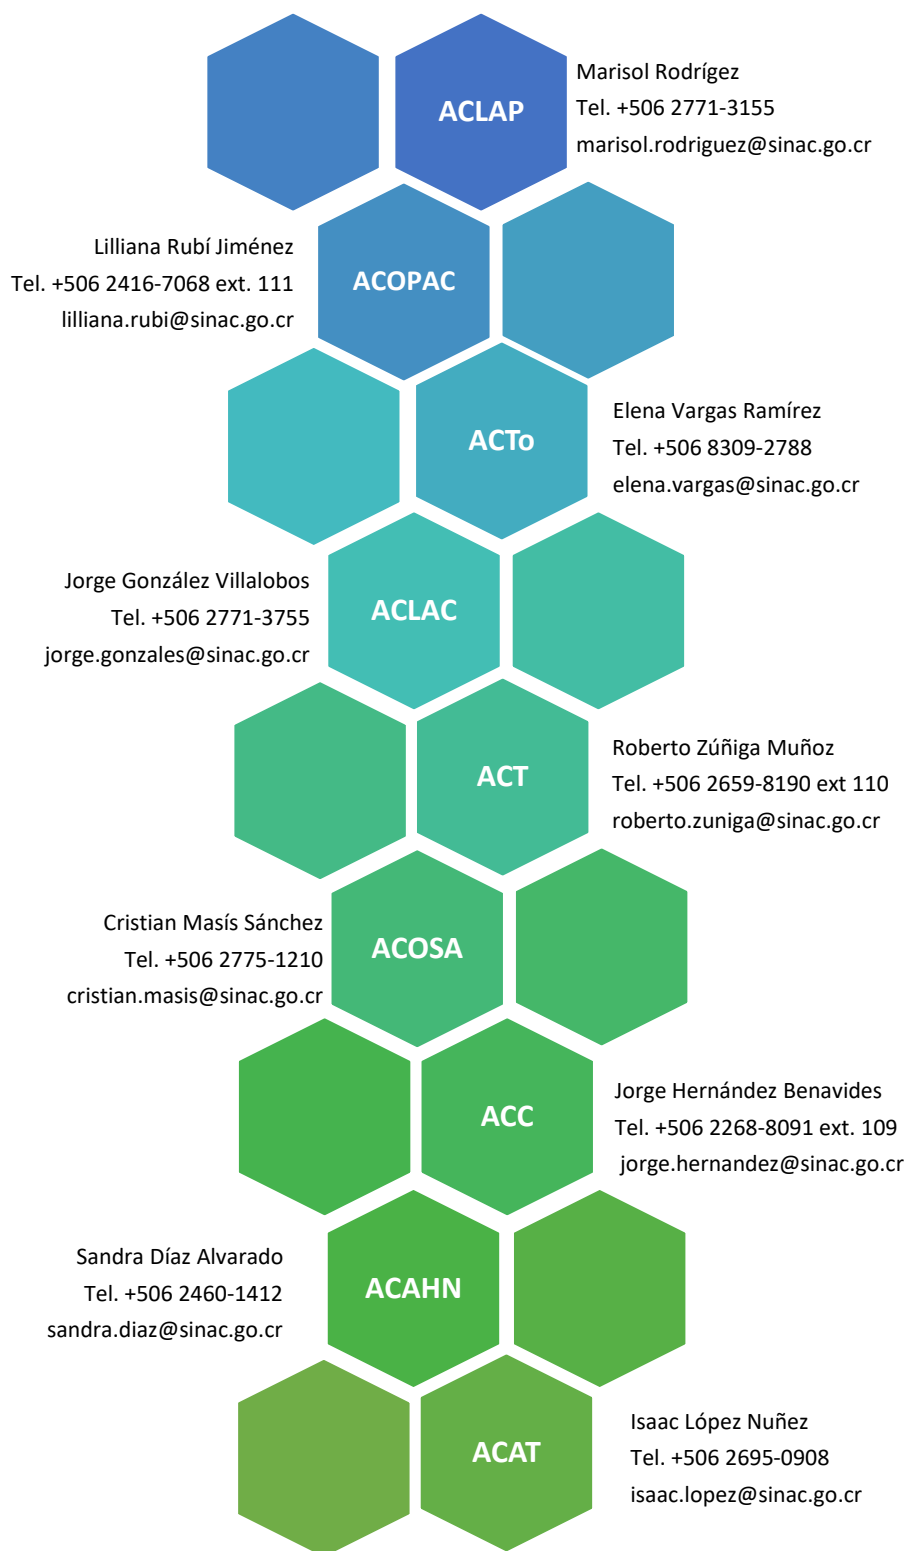 ACLAP
Marisol Rodrígez
Tel. +506 2771-3155
marisol.rodriguez@sinac.go.cr
Lilliana Rubí Jiménez
Tel. +506 2416-7068 ext. 111
lilliana.rubi@sinac.go.cr
ACOPAC
ACTo
Elena Vargas Ramírez
Tel. +506 8309-2788
elena.vargas@sinac.go.cr
Jorge González Villalobos
Tel. +506 2771-3755
jorge.gonzales@sinac.go.cr
ACLAC
ACT
Roberto Zúñiga Muñoz
Tel. +506 2659-8190 ext 110
roberto.zuniga@sinac.go.cr
Cristian Masís Sánchez
Tel. +506 2775-1210
cristian.masis@sinac.go.cr
ACOSA
ACC
Jorge Hernández Benavides
Tel. +506 2268-8091 ext. 109
jorge.hernandez@sinac.go.cr
Sandra Díaz Alvarado
Tel. +506 2460-1412
sandra.diaz@sinac.go.cr
ACAHN
ACAT
Isaac López Nuñez
Tel. +506 2695-0908
isaac.lopez@sinac.go.cr